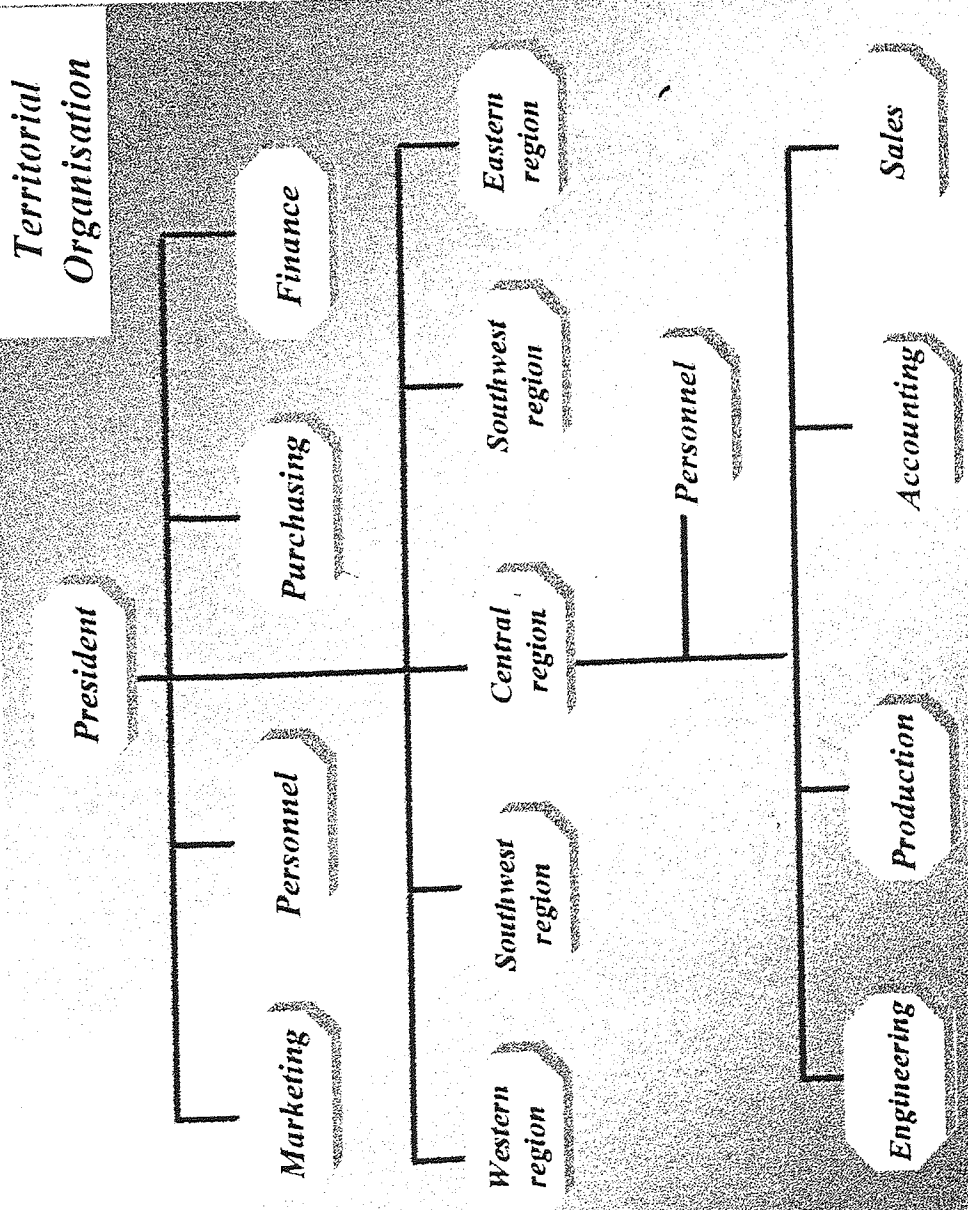 Territorial
Organisation
President
Marketing
Personnel
Purchasing
Finance
Western
region
Southwest
region
Central
region
Southwest
region
Eastern
region
Personnel
Engineering
Production
Accounting
Sales